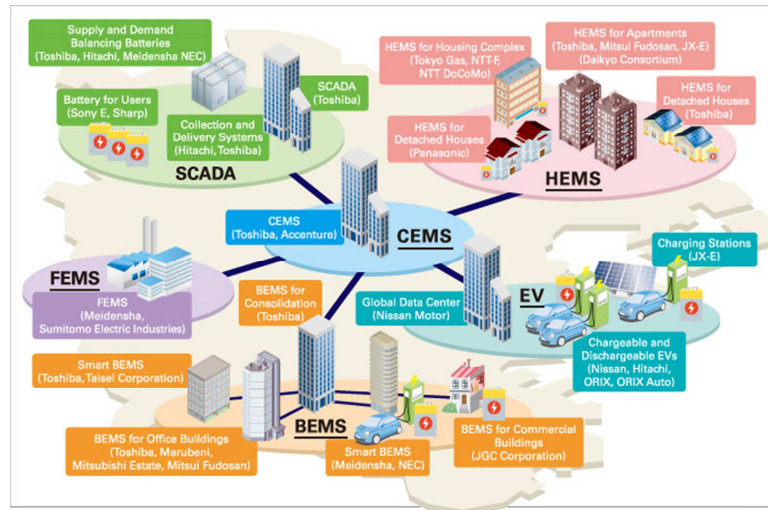 Supply and Demand
Balancing Batteries
(Toshiba, Hitachi, Meidensha NEC)
SCADA
(Toshiba)
Battery for Users
(Sony E, Sharp)
Collection and
Delivery Systems
(Hitachi, Toshiba)
SCADA
HEMS for Housing Complex
(Tokyo Gas, NTT-F,
NTT DoCoMo)
HEMS for Apartments
(Toshiba, Mitsui Fudosan, JX-E)
(Daikyo Consortium)
HEMS for
Detached Houses
(Toshiba)
HEMS for
Detached Houses
(Panasonic)
HEMS
CEMS
(Toshiba, Accenture)
CEMS
FEMS
FEMS
(Meidensha,
Sumitomo Electric Industries)
BEMS for
Consolidation
(Toshiba)
Global Data Center
(Nissan Motor)
EV
Charging Stations
(JX-E)
Chargeable and
Dischargeable EVs
(Nissan, Hitachi,
ORIX, ORIX Auto)
Smart BEMS
(Toshiba, Taisei Corporation)
BEMS for Office Buildings
(Toshiba, Marubeni,
Mitsubishi Estate, Mitsui Fudosan)
BEMS
Smart BEMS
(Meidensha, NEC)
BEMS for Commercial
Buildings
(JGC Corporation)